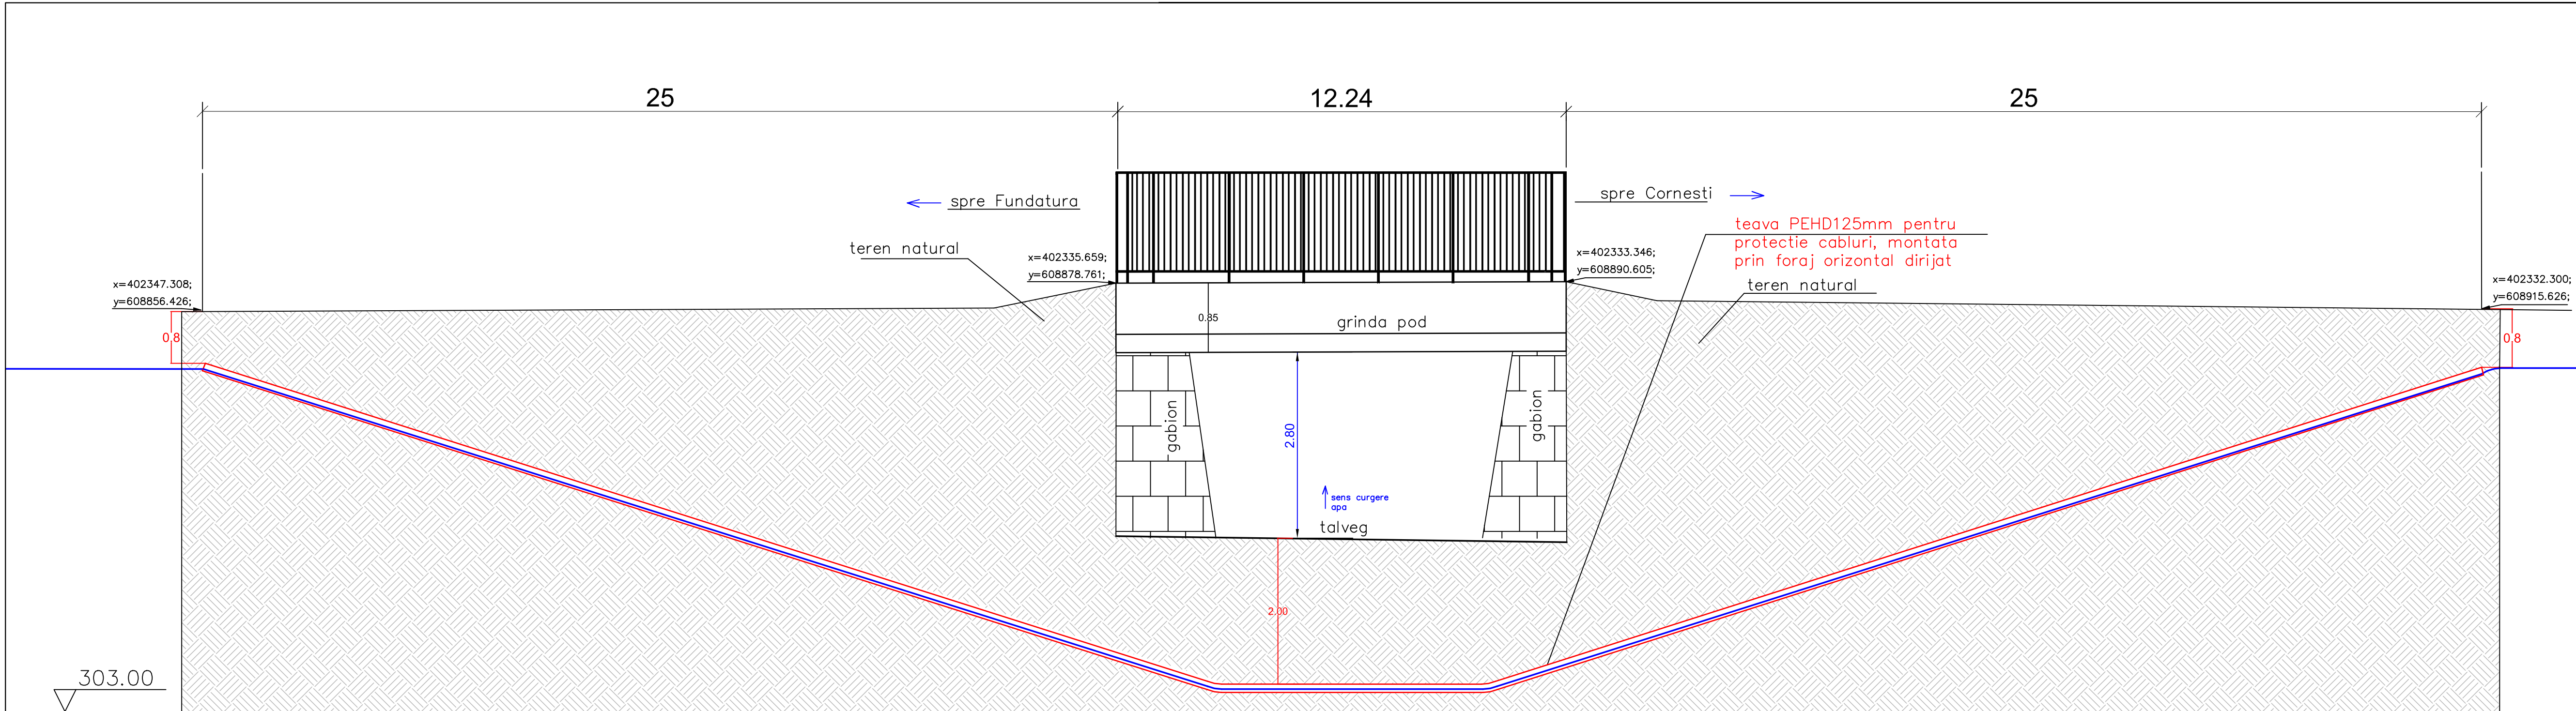 25
12.24
25
spre Fundatura
spre Cornesti
teava PEHD125mm pentru
protectie cabluri, montata
prin foraj orizontal dirijat
teren natural
x=402335.659;
y=608878.761;
x=402333.346;
y=608890.605;
x=402347.308;
y=608856.426;
teren natural
x=402332.300;
y=608915.626;
0.8
0.85
grinda pod
0.8
gabion
2.80
gabion
sens curgere
apa
talveg
2.00
303.00